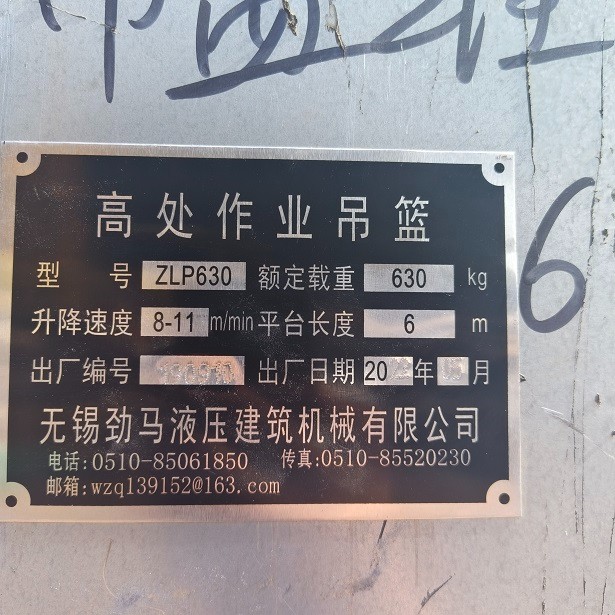 高处作业吊篮
型 号 ZLP630 额定载重 630 kg
升降速度 8-11 m/min 平台长度 6 m
出厂编号 出厂日期 20 年 月
无锡劲马液压建筑机械有限公司
电话:0510-85061850 传真:0510-85520230
邮箱:wzq139152@163.com
6